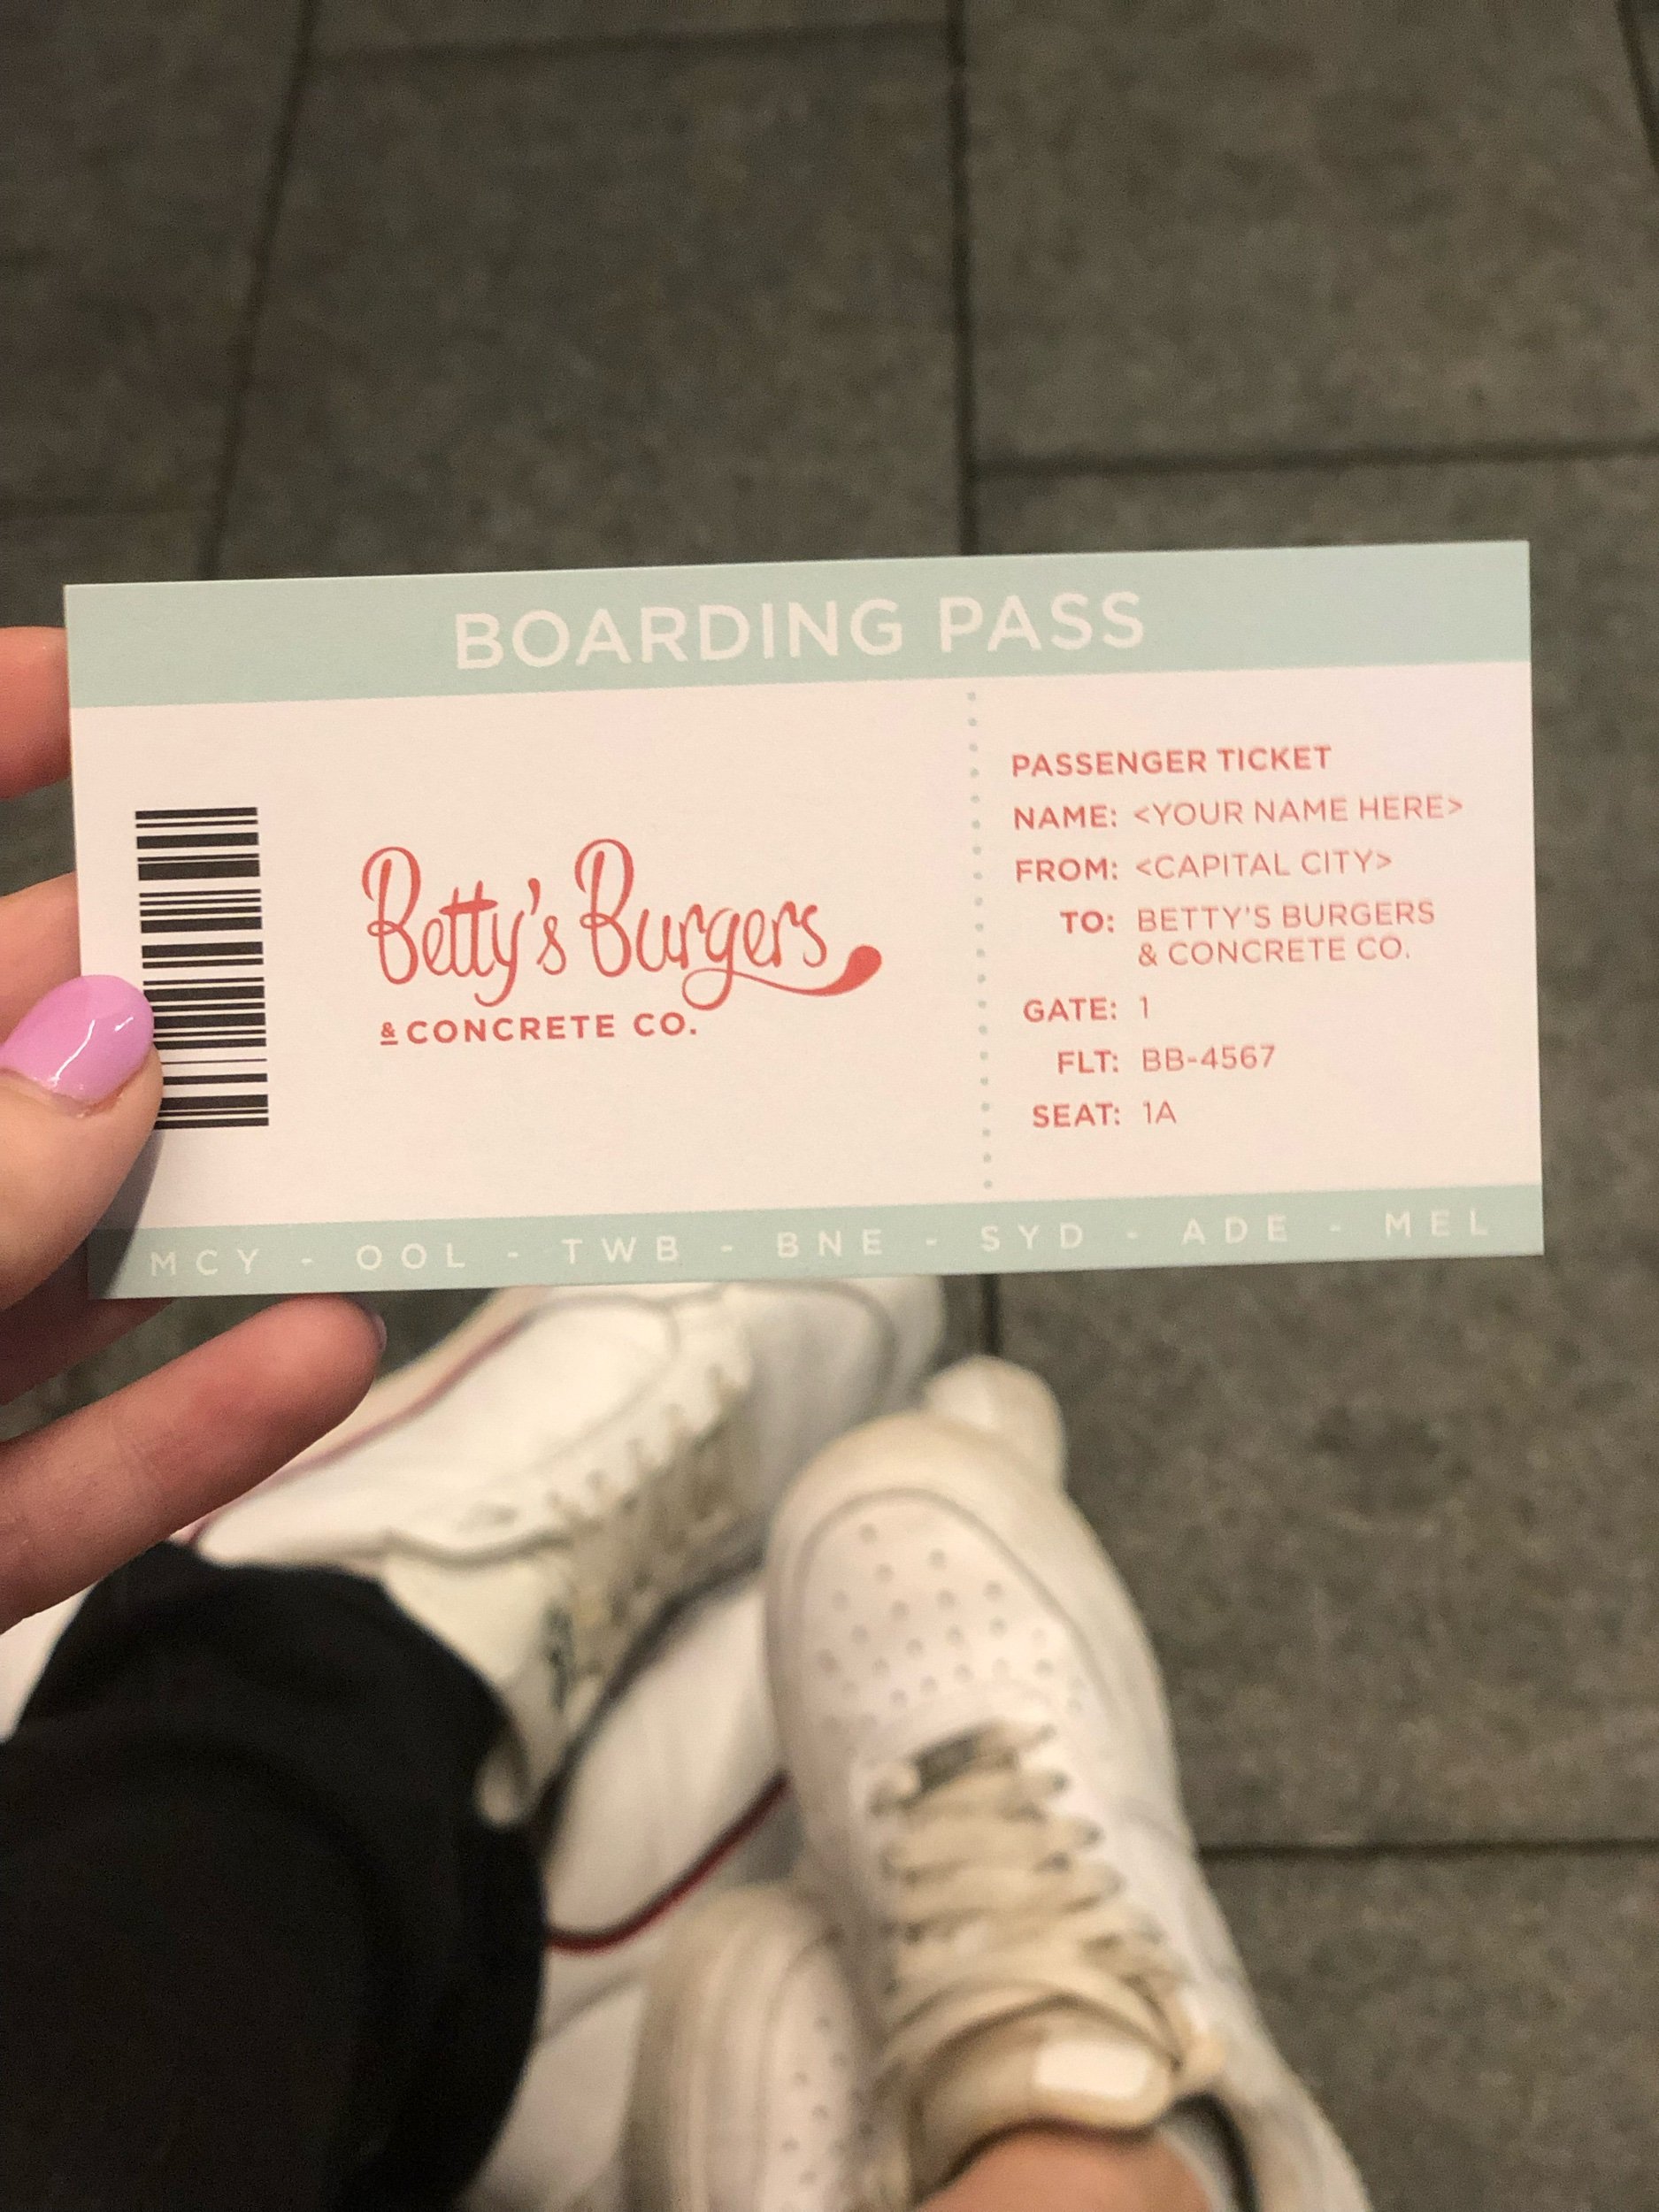 BOARDING PASS
Betty's Burgers
& CONCRETE CO.
PASSENGER TICKET
NAME: <YOUR NAME HERE>
FROM: <CAPITAL CITY>
TO: BETTY'S BURGERS
& CONCRETE CO.
GATE: 1
FLT: BB-4567
SEAT: 1A
MCY - OOL - TWB - BNE - SYD - ADE - MEL